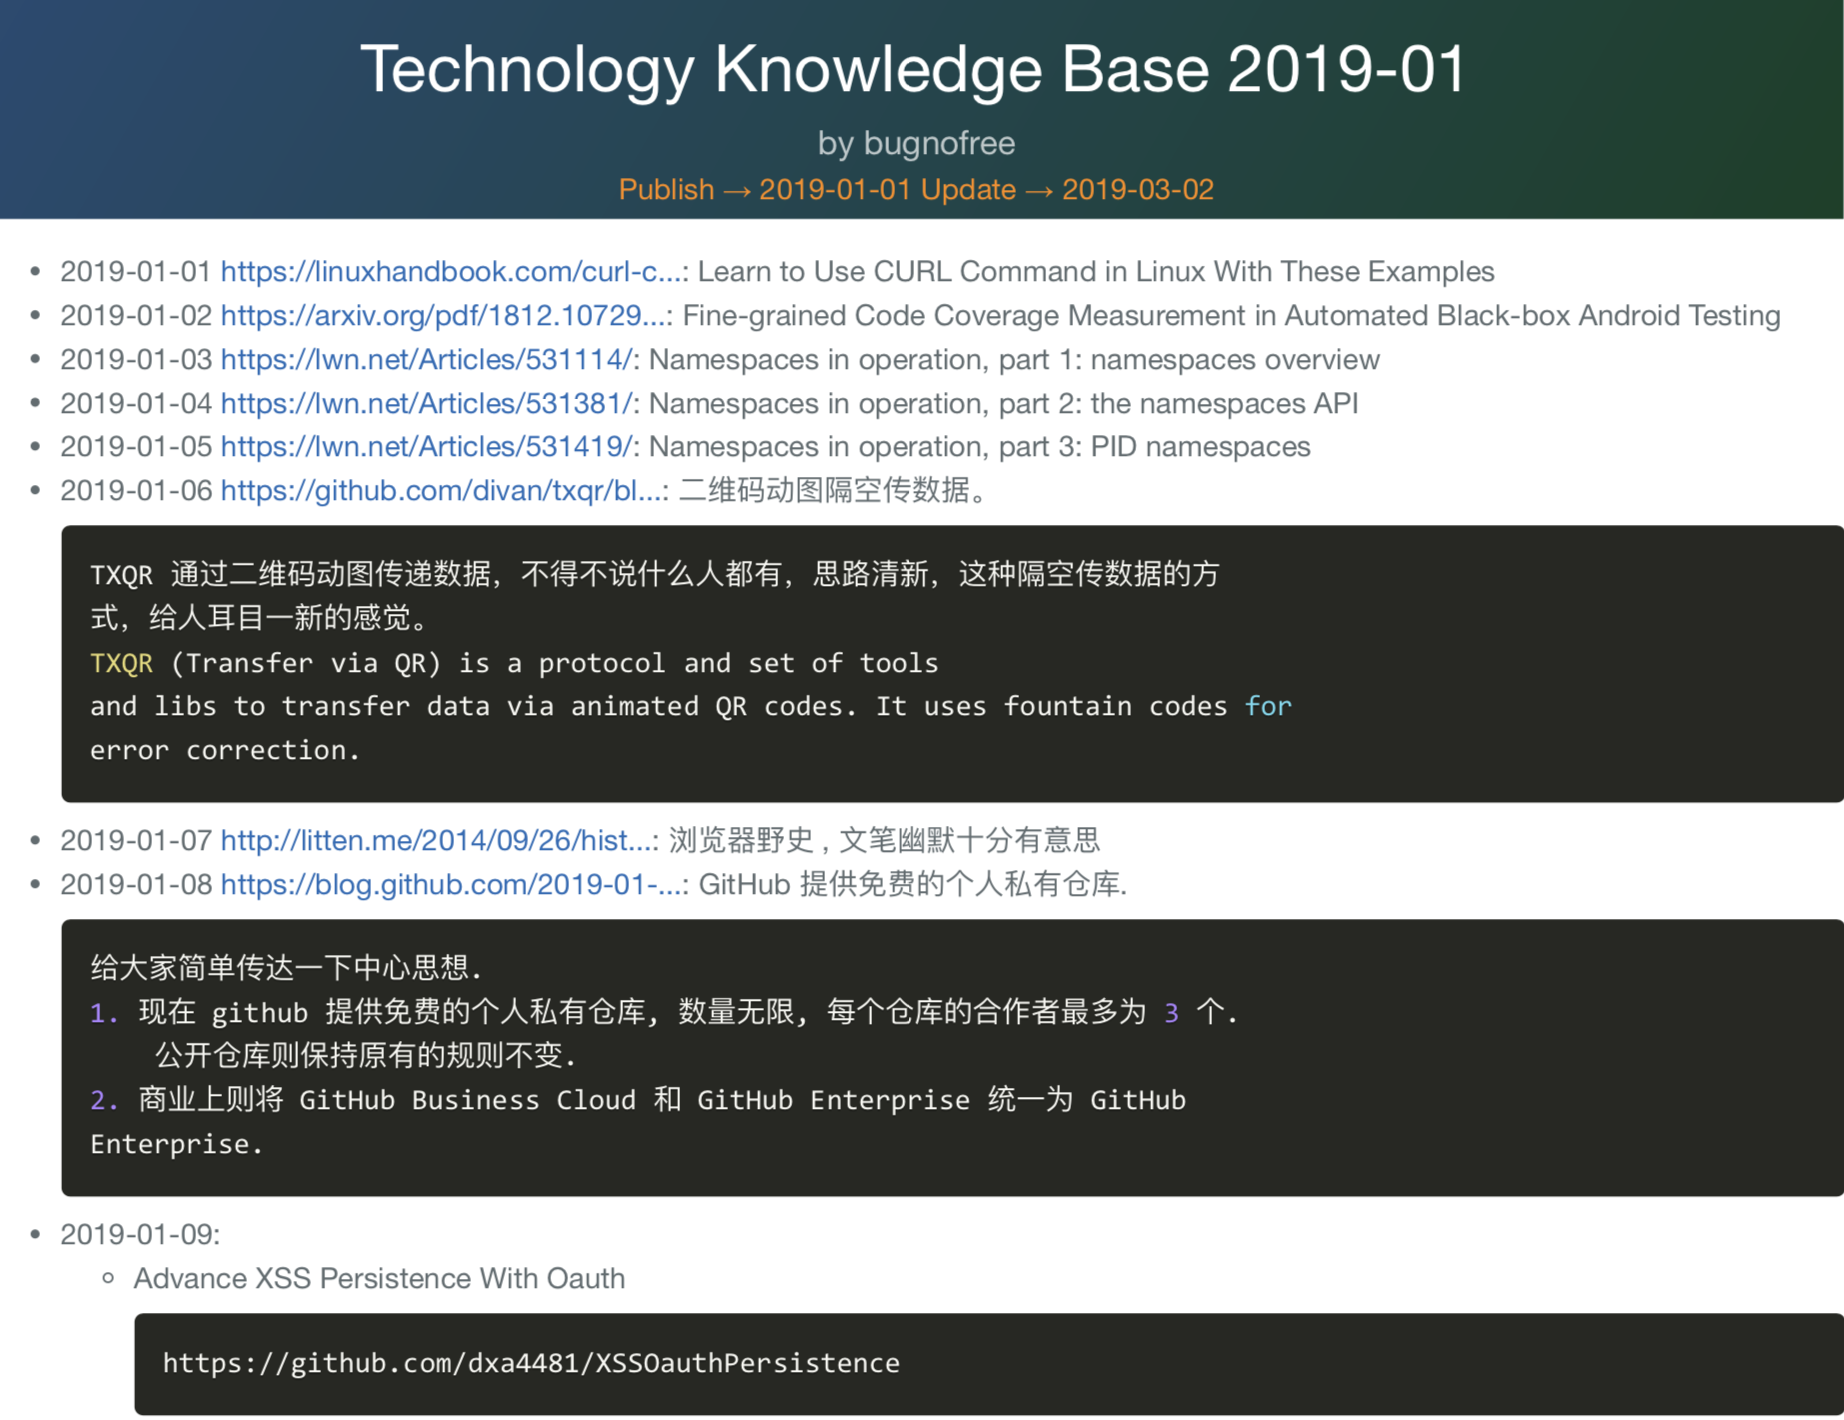 Technology Knowledge Base 2019-01
by bugnofree
Publish → 2019-01-01 Update → 2019-03-02
• 2019-01-01 https://linuxhandbook.com/curl-c...: Learn to Use CURL Command in Linux With These Examples
• 2019-01-02 https://arxiv.org/pdf/1812.10729...: Fine-grained Code Coverage Measurement in Automated Black-box Android Testing
• 2019-01-03 https://lwn.net/Articles/531114/: Namespaces in operation, part 1: namespaces overview
• 2019-01-04 https://lwn.net/Articles/531381/: Namespaces in operation, part 2: the namespaces API
• 2019-01-05 https://lwn.net/Articles/531419/: Namespaces in operation, part 3: PID namespaces
• 2019-01-06 https://github.com/divan/txqr/bl...: 二维码动图隔空传数据。
TXQR 通过二维码动图传递数据，不得不说什么人都有，思路清新，这种隔空传数据的方
式，给人耳目一新的感觉。
TXQR (Transfer via QR) is a protocol and set of tools
and libs to transfer data via animated QR codes. It uses fountain codes for
error correction.
• 2019-01-07 http://litten.me/2014/09/26/hist...: 浏览器野史 , 文笔幽默十分有意思
• 2019-01-08 https://blog.github.com/2019-01-...: GitHub 提供免费的个人私有仓库.
给大家简单传达一下中心思想.
1. 现在 github 提供免费的个人私有仓库, 数量无限, 每个仓库的合作者最多为 3 个.
公开仓库则保持原有的规则不变.
2. 商业上则将 GitHub Business Cloud 和 GitHub Enterprise 统一为 GitHub
Enterprise.
• 2019-01-09:
◦ Advance XSS Persistence With Oauth
https://github.com/dxa4481/XSSOauthPersistence